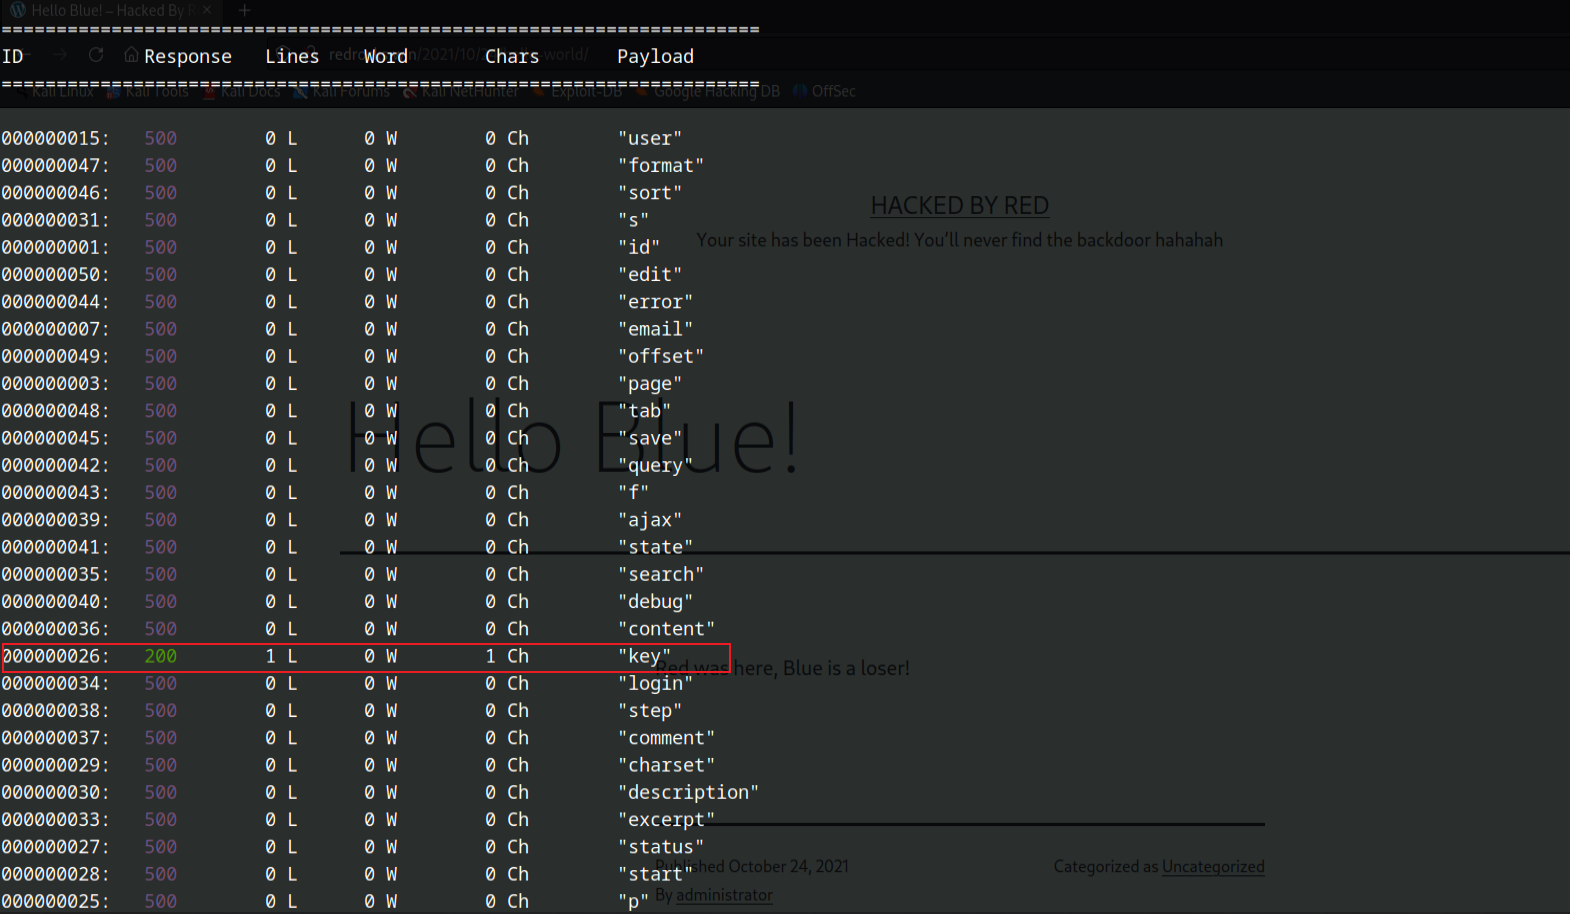 Hello Blue! – Hacked By R
================================================================
ID Response Lines Word Chars Payload
/2021/10/ world/
================================================================
Kali Linux Kali Tools Kali Docs Kali Forums Kali NetHunter Exploit-DB Google Hacking DB OffSec
000000015: 500 0 L 0 W 0 Ch "user"
000000047: 500 0 L 0 W 0 Ch "format"
000000046: 500 0 L 0 W 0 Ch "sort"
HACKED BY RED
000000031: 500 0 L 0 W 0 Ch "s"
Your site has been Hacked! You'll never find the backdoor hahahah
000000001: 500 0 L 0 W 0 Ch "id"
000000050: 500 0 L 0 W 0 Ch "edit"
000000044: 500 0 L 0 W 0 Ch "error"
000000007: 500 0 L 0 W 0 Ch "email"
000000049: 500 0 L 0 W 0 Ch "offset"
000000003: 500 0 L 0 W 0 Ch "page"
000000048: 500 0 L 0 W 0 Ch "tab"
Hello Blue!
000000045: 500 0 L 0 W 0 Ch "save"
000000042: 500 0 L 0 W 0 Ch "query"
000000043: 500 0 L 0 W 0 Ch "f"
000000039: 500 0 L 0 W 0 Ch "ajax"
000000041: 500 0 L 0 W 0 Ch "state"
000000035: 500 0 L 0 W 0 Ch "search"
000000040: 500 0 L 0 W 0 Ch "debug"
000000036: 500 0 L 0 W 0 Ch "content"
000000026: 200 1 L 0 W 1 Ch "key"
Red was here, Blue is a loser!
000000034: 500 0 L 0 W 0 Ch "login"
000000038: 500 0 L 0 W 0 Ch "step"
000000037: 500 0 L 0 W 0 Ch "comment"
000000029: 500 0 L 0 W 0 Ch "charset"
000000030: 500 0 L 0 W 0 Ch "description"
000000033: 500 0 L 0 W 0 Ch "excerpt"
000000027: 500 0 L 0 W 0 Ch "status"
Published October 24, 2021 Categorized as Uncategorized
000000028: 500 0 L 0 W 0 Ch "start"
By administrator
000000025: 500 0 L 0 W 0 Ch "p"